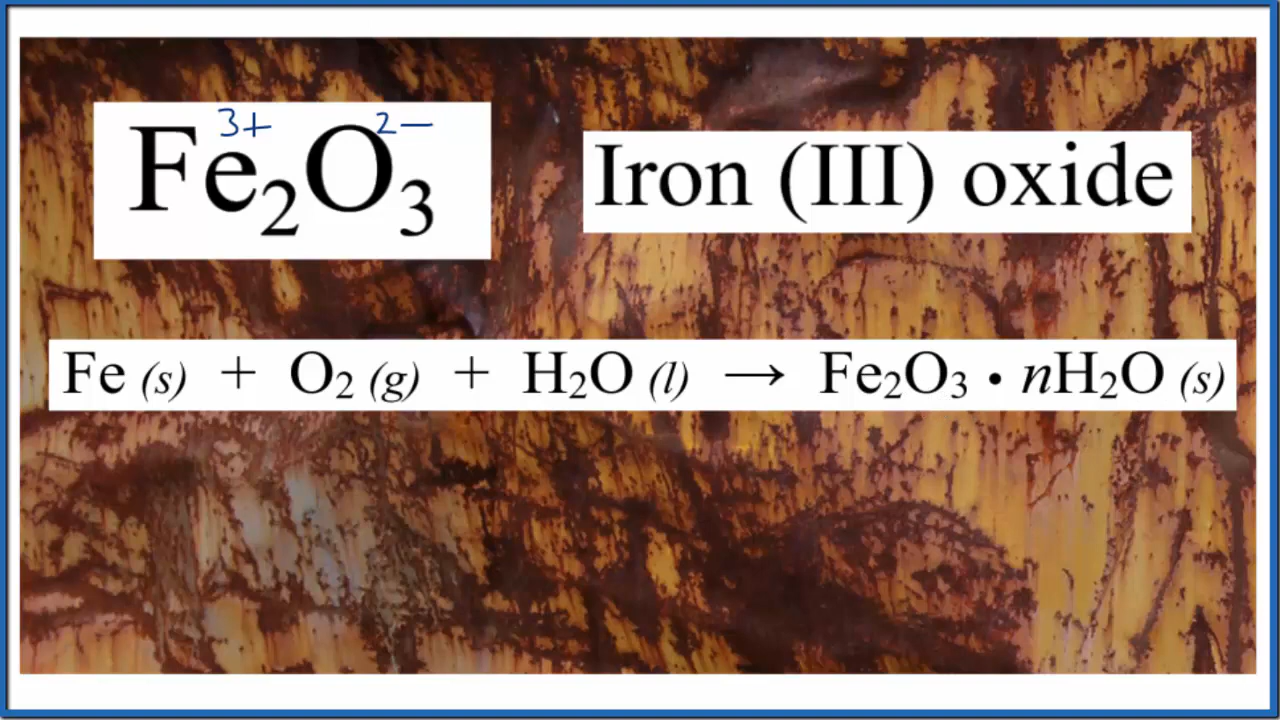 Fe₂O₃
3+ 2−
Iron (III) oxide
Fe (s) + O₂ (g) + H₂O (l) → Fe₂O₃ • nH₂O (s)